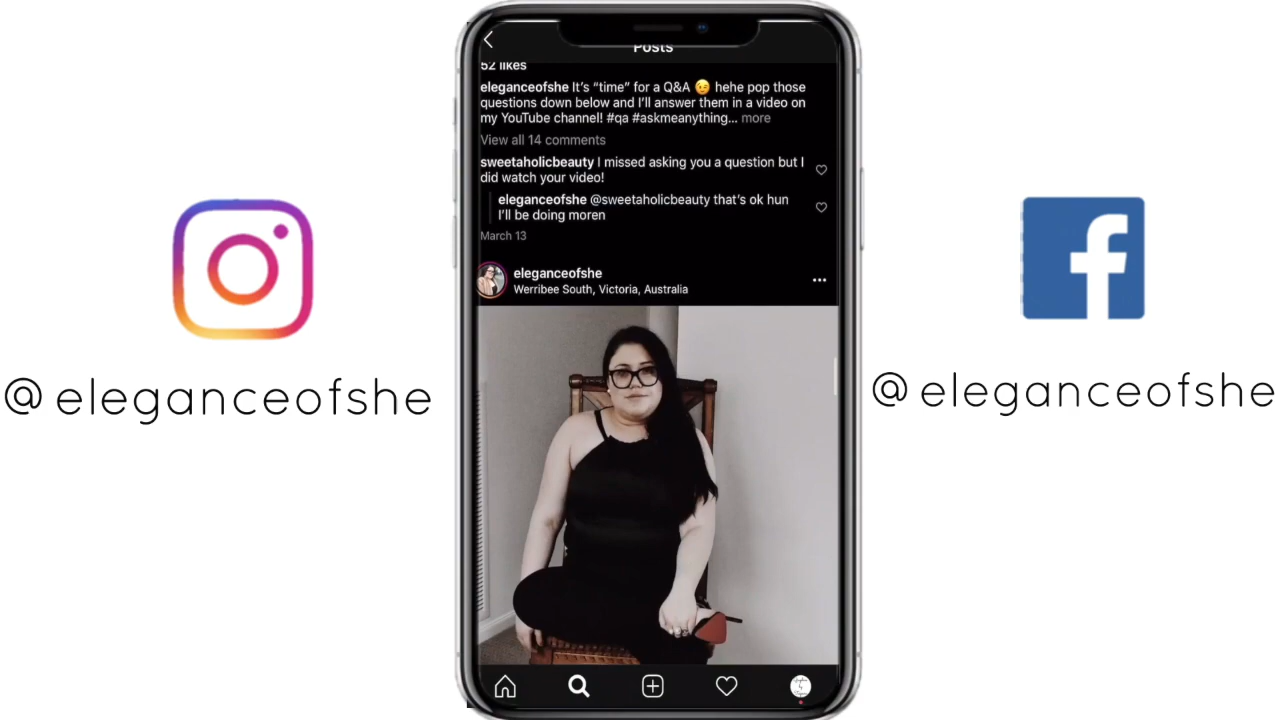 Posts
52 likes
eleganceofshe It's “time” for a Q&A 😉 hehe pop those
questions down below and I'll answer them in a video on
my YouTube channel! #qa #askmeanything... more
View all 14 comments
sweetaholicbeauty I missed asking you a question but I
did watch your video!
eleganceofshe @sweetaholicbeauty that's ok hun
I'll be doing moren
March 13
eleganceofshe
Werribee South, Victoria, Australia
@eleganceofshe
@eleganceofshe